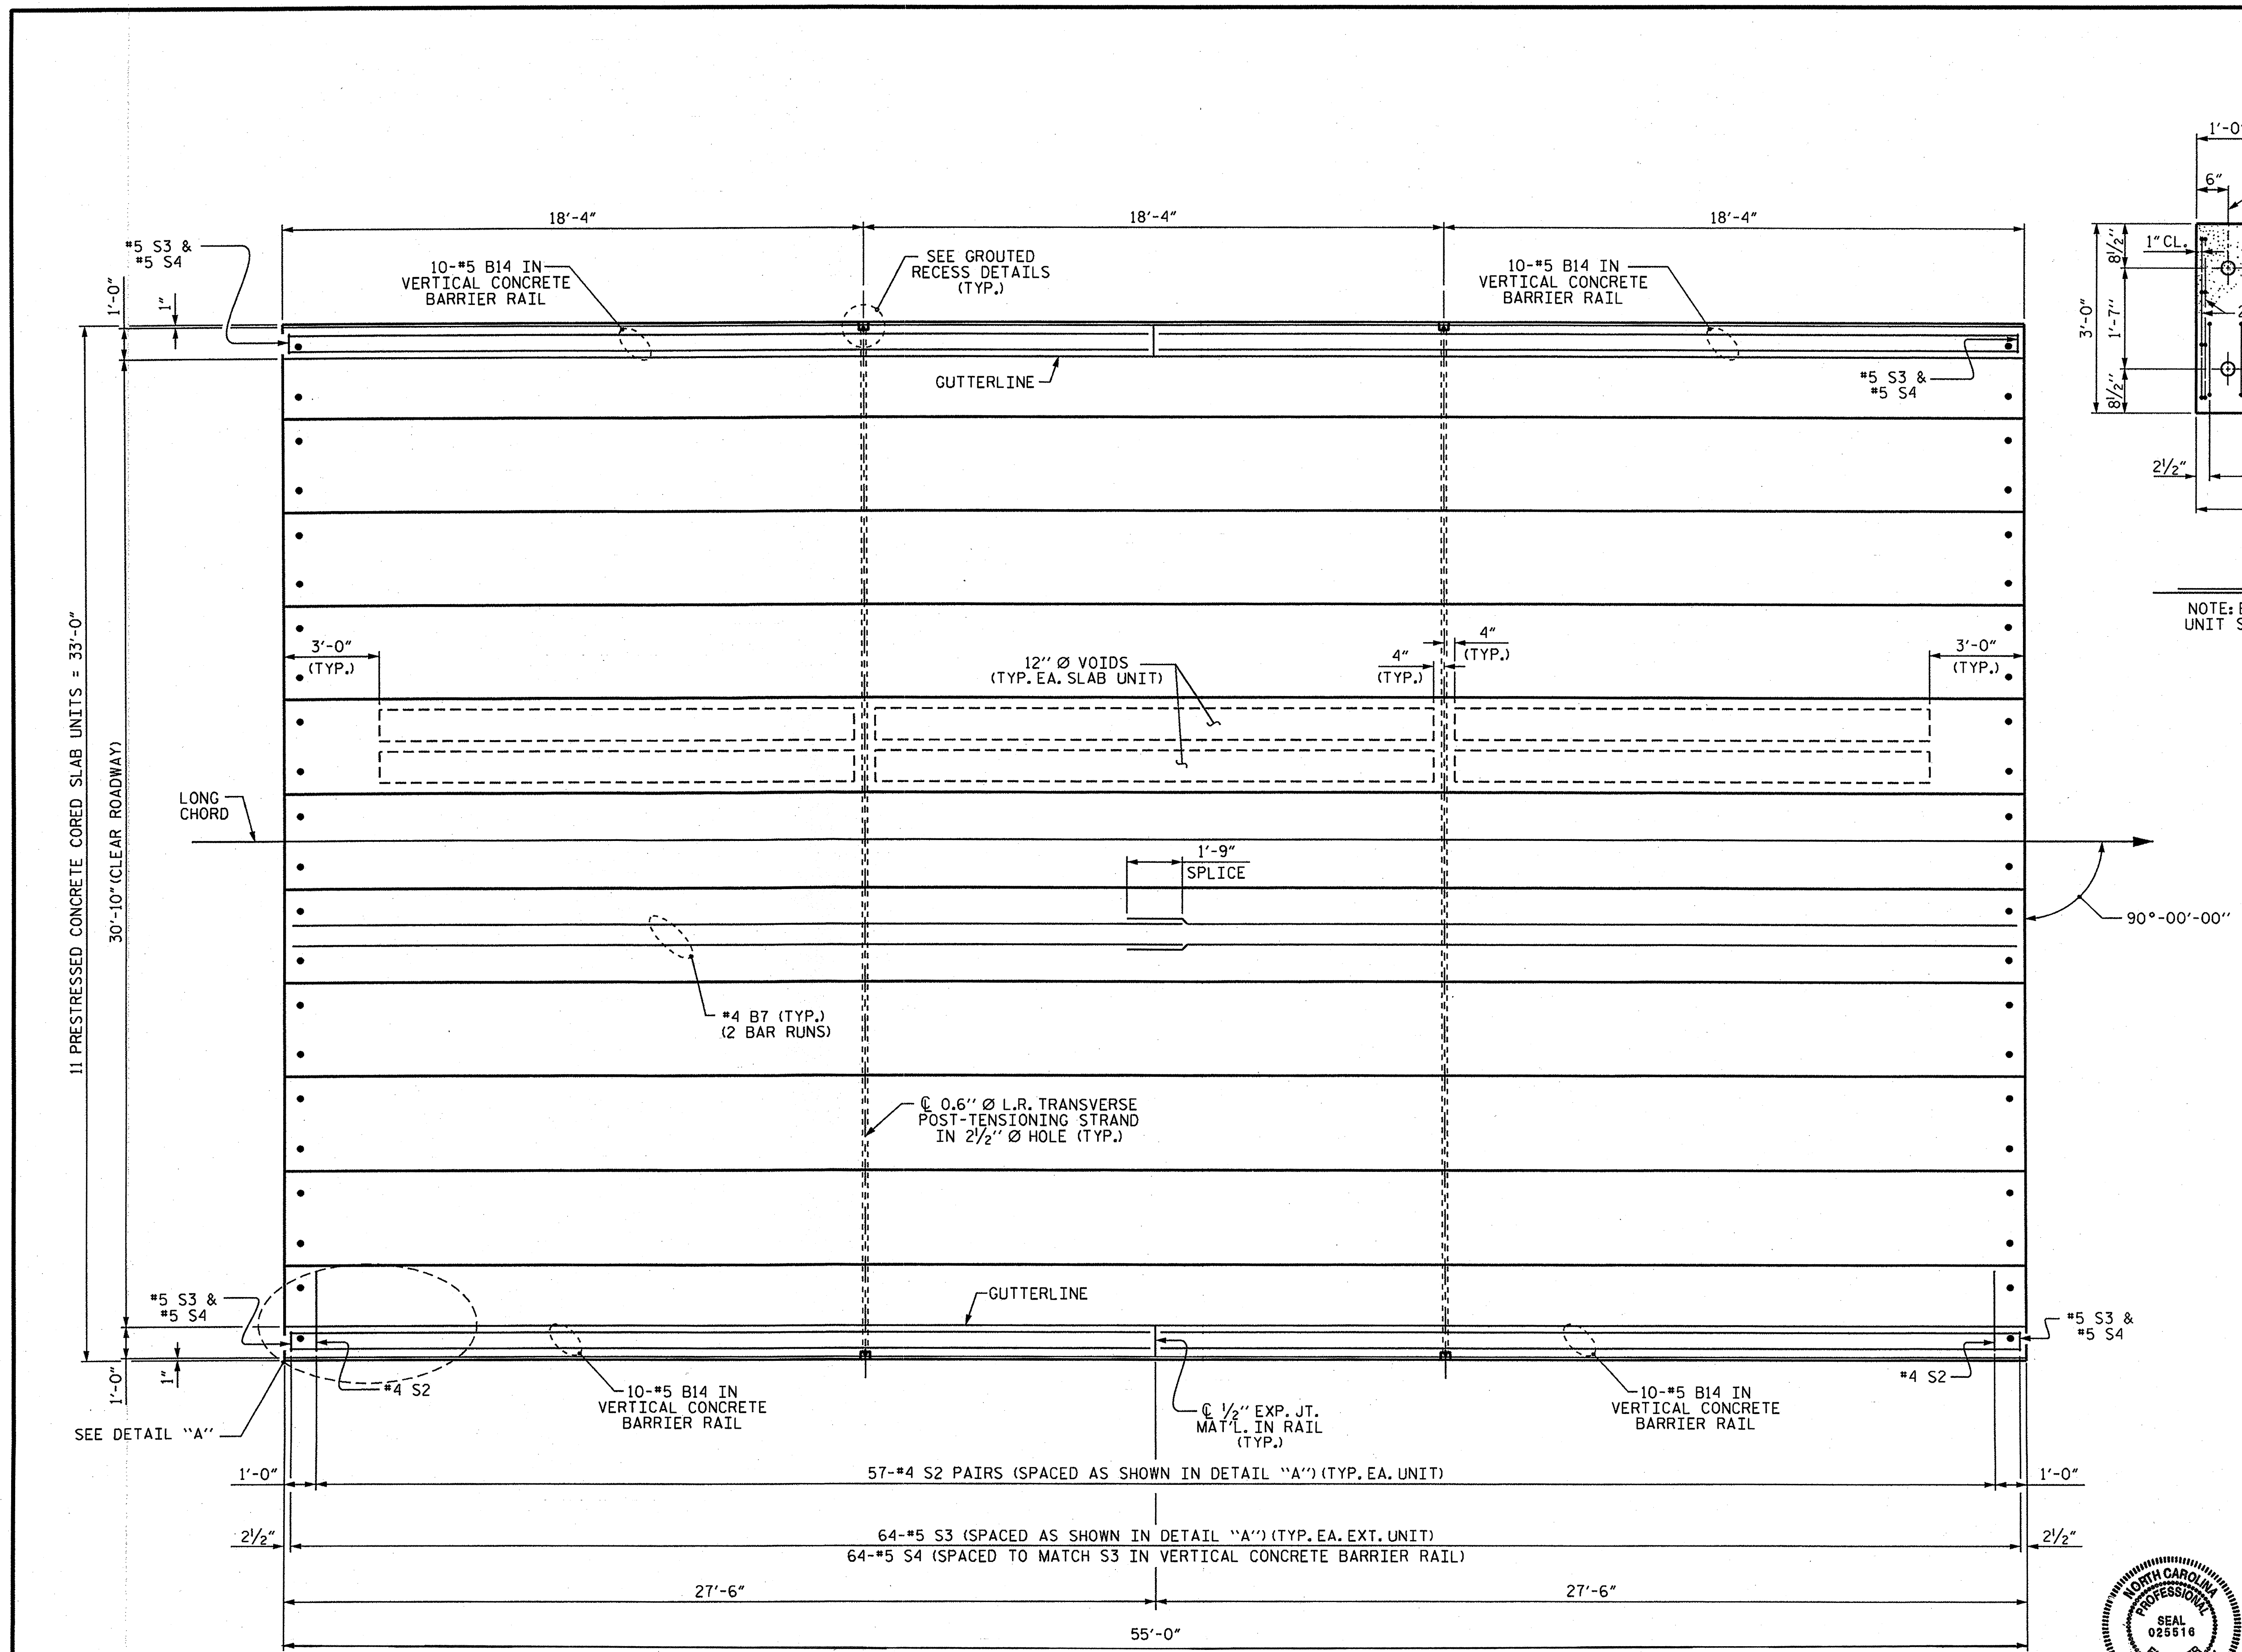 1'-0"
6"
18'-4"
18'-4"
18'-4"
#5 S3 &
#5 S4
10-#5 B14 IN
VERTICAL CONCRETE
BARRIER RAIL
SEE GROUTED
RECESS DETAILS
(TYP.)
10-#5 B14 IN
VERTICAL CONCRETE
BARRIER RAIL
1" CL.
8½"
1'-7"
8½"
3'-0"
1'-0"
1"
GUTTERLINE
#5 S3 &
#5 S4
2½"
11 PRESTRESSED CONCRETE CORED SLAB UNITS = 33'-0"
30'-10" (CLEAR ROADWAY)
3'-0"
(TYP.)
12" Ø VOIDS
(TYP. EA. SLAB UNIT)
4"
(TYP.)
4"
(TYP.)
3'-0"
(TYP.)
NOTE:
UNIT
LONG
CHORD
1'-9"
SPLICE
90°-00'-00"
#4 B7 (TYP.)
(2 BAR RUNS)
℄ 0.6" Ø L.R. TRANSVERSE
POST-TENSIONING STRAND
IN 2½" Ø HOLE (TYP.)
#5 S3 &
#5 S4
GUTTERLINE
#5 S3 &
#5 S4
1'-0"
1"
#4 S2
#4 S2
SEE DETAIL "A"
10-#5 B14 IN
VERTICAL CONCRETE
BARRIER RAIL
℄ ½" EXP. JT.
MAT'L. IN RAIL
(TYP.)
10-#5 B14 IN
VERTICAL CONCRETE
BARRIER RAIL
1'-0"
57-#4 S2 PAIRS (SPACED AS SHOWN IN DETAIL "A") (TYP. EA. UNIT)
1'-0"
2½"
64-#5 S3 (SPACED AS SHOWN IN DETAIL "A") (TYP. EA. EXT. UNIT)
64-#5 S4 (SPACED TO MATCH S3 IN VERTICAL CONCRETE BARRIER RAIL)
2½"
27'-6"
27'-6"
55'-0"
NORTH CAROLINA
PROFESSIONAL
SEAL
025516